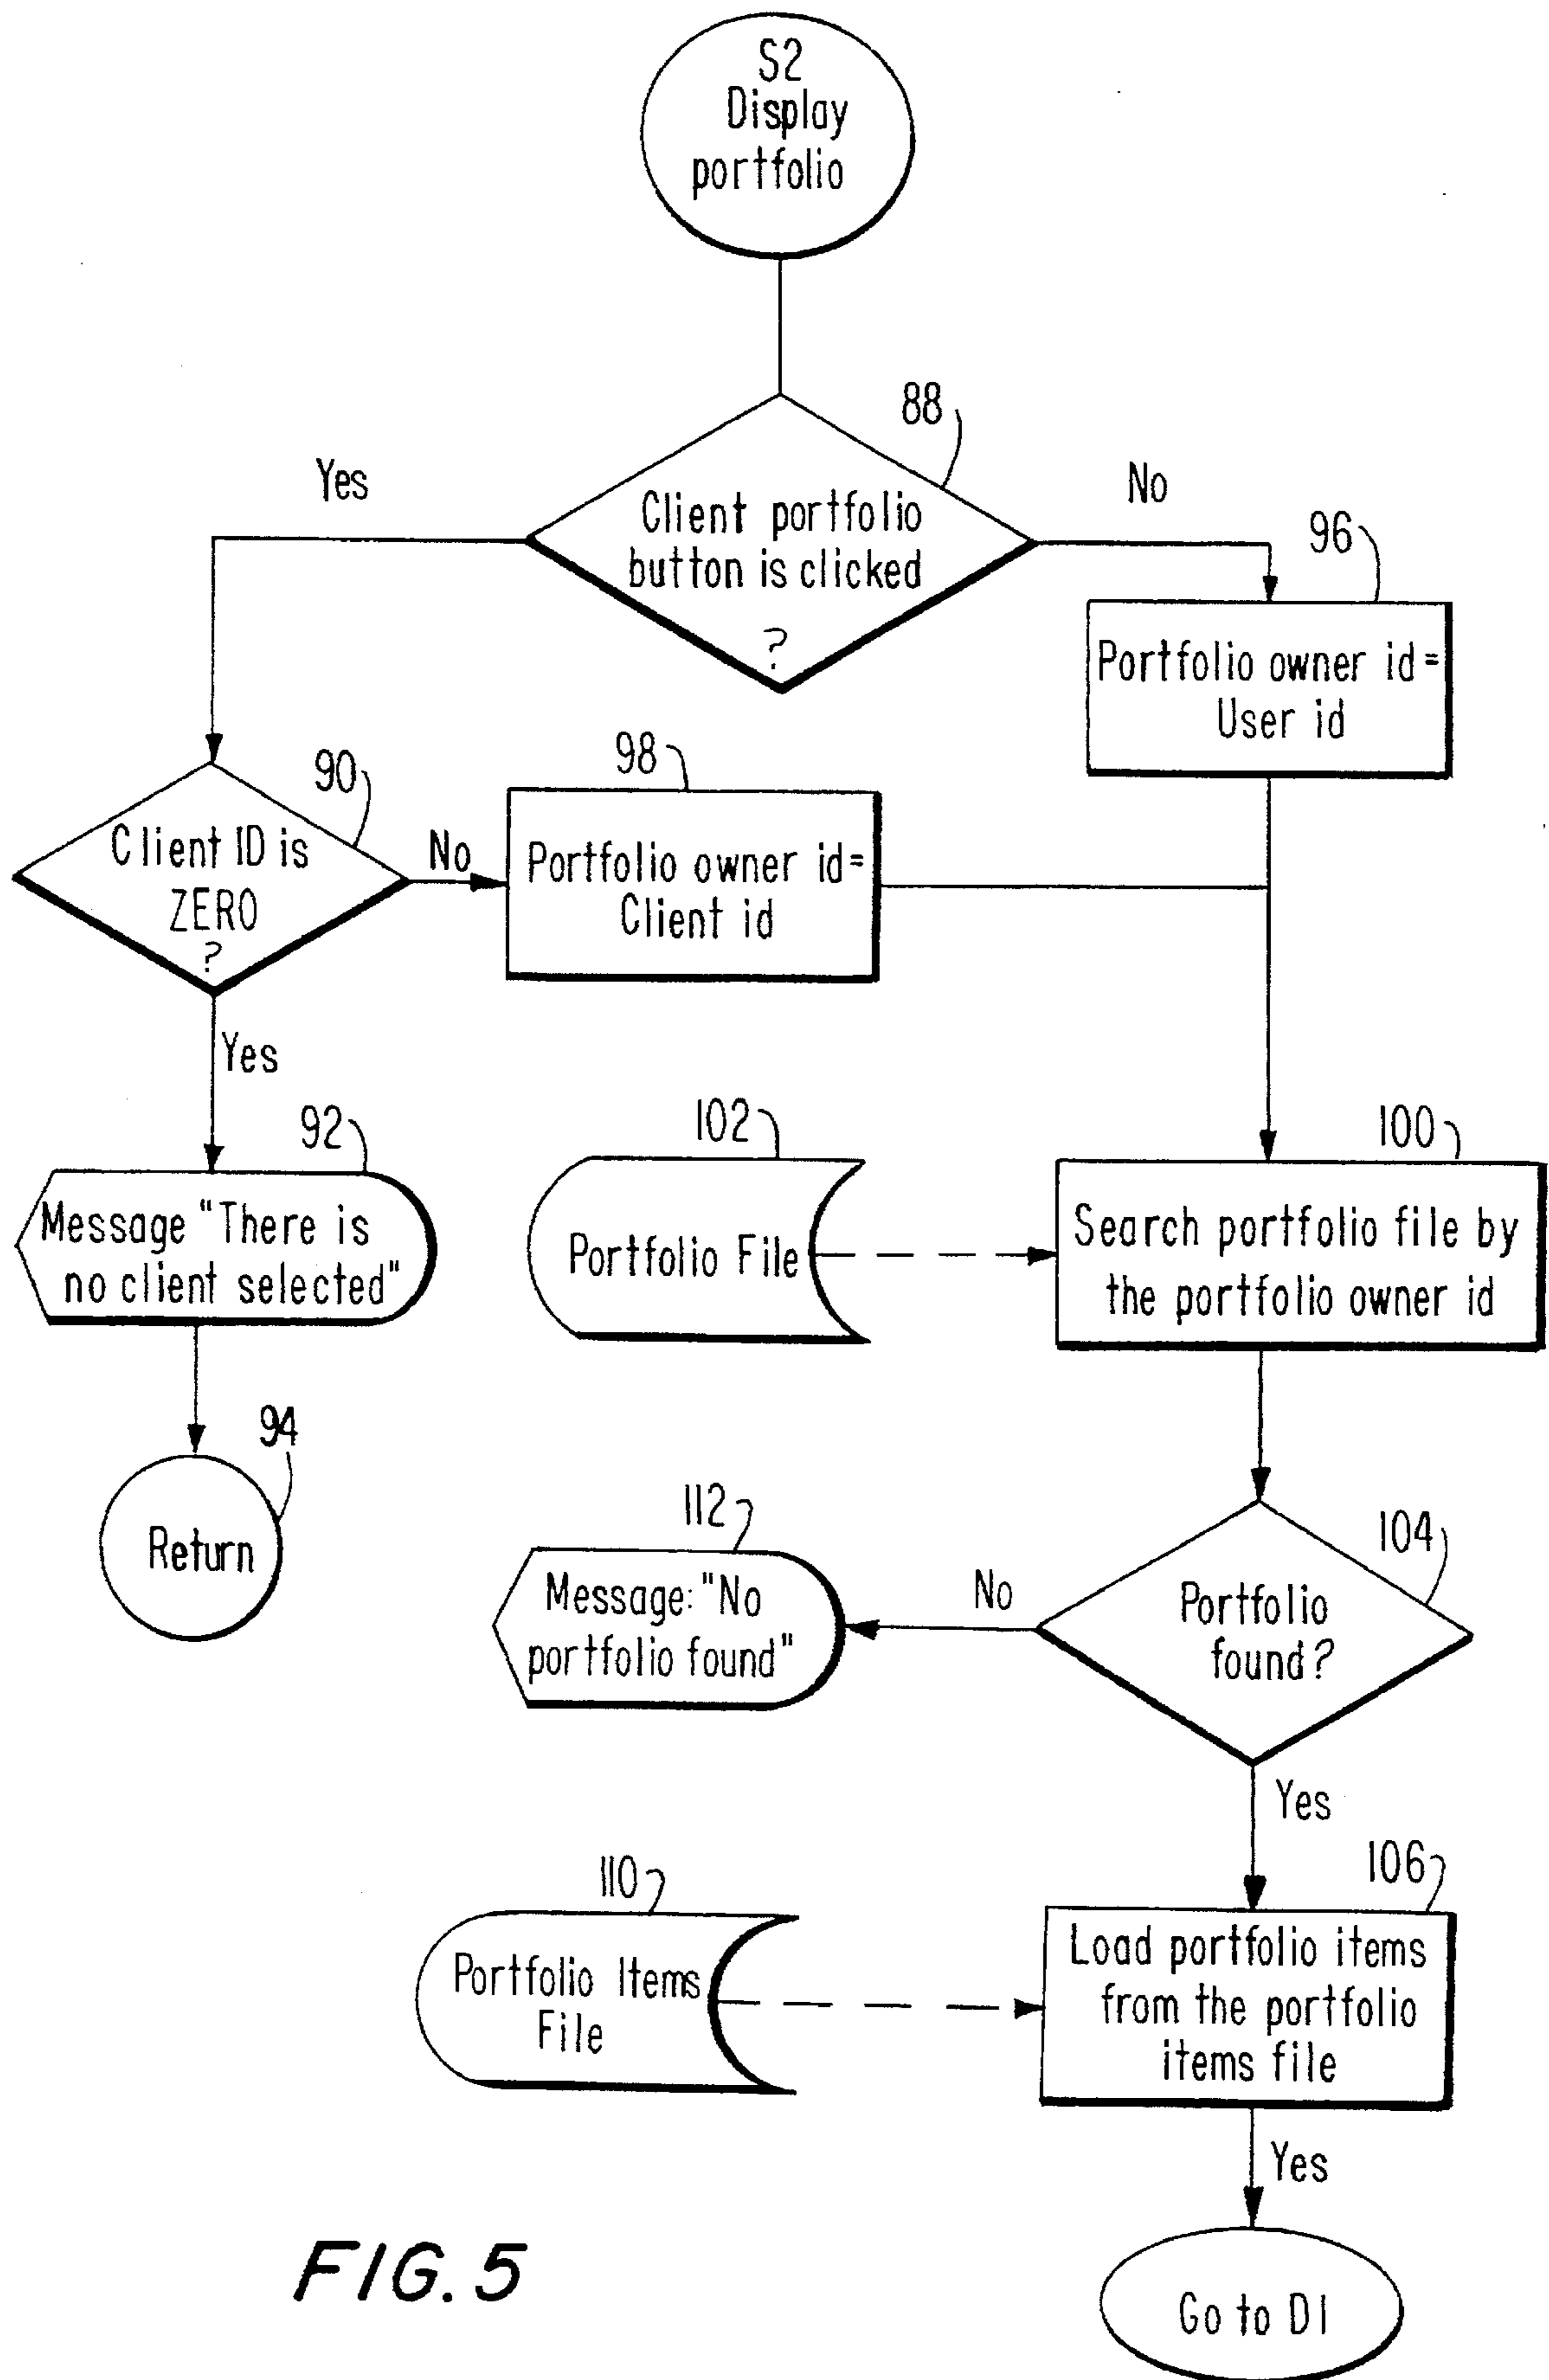 S2
Display
portfolio
88
Yes
No
Client portfolio
button is clicked
?
96
Portfolio owner id=
User id
90
98
Client ID is
ZERO
?
No
Portfolio owner id=
Client id
Yes
92
102
100
Message "There is
no client selected"
Portfolio File
Search portfolio file by
the portfolio owner id
94
Return
112
104
Message: "No
portfolio found"
No
Portfolio
found?
Yes
110
106
Portfolio Items
File
Load portfolio items
from the portfolio
items file
Yes
FIG. 5
Go to D1